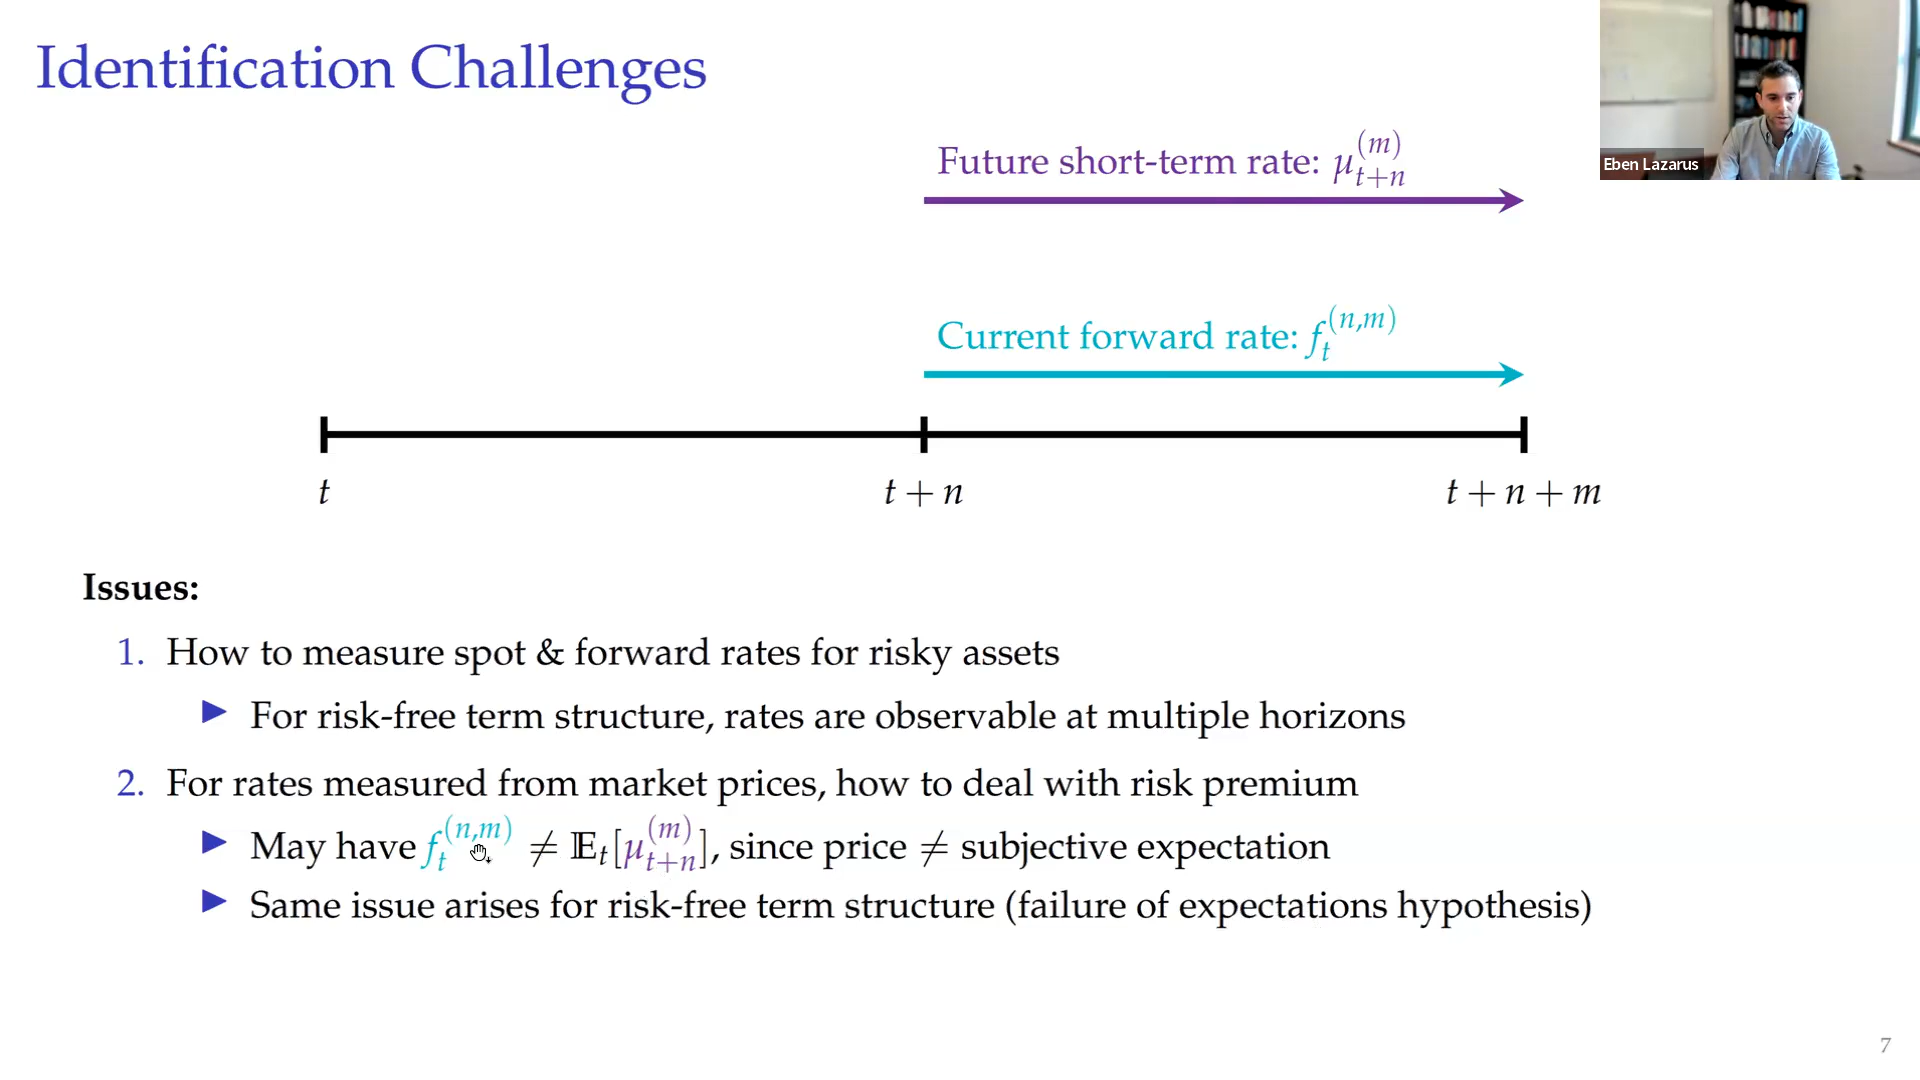 Identification Challenges
Eben Lazarus
Future short-term rate: μ_{t+n}^{(m)}
Current forward rate: f_t^{(n,m)}
t
t + n
t + n + m
Issues:
1. How to measure spot & forward rates for risky assets
▶ For risk-free term structure, rates are observable at multiple horizons
2. For rates measured from market prices, how to deal with risk premium
▶ May have f_t^{(n,m)} ≠ 𝔼_t[μ_{t+n}^{(m)}], since price ≠ subjective expectation
▶ Same issue arises for risk-free term structure (failure of expectations hypothesis)
7